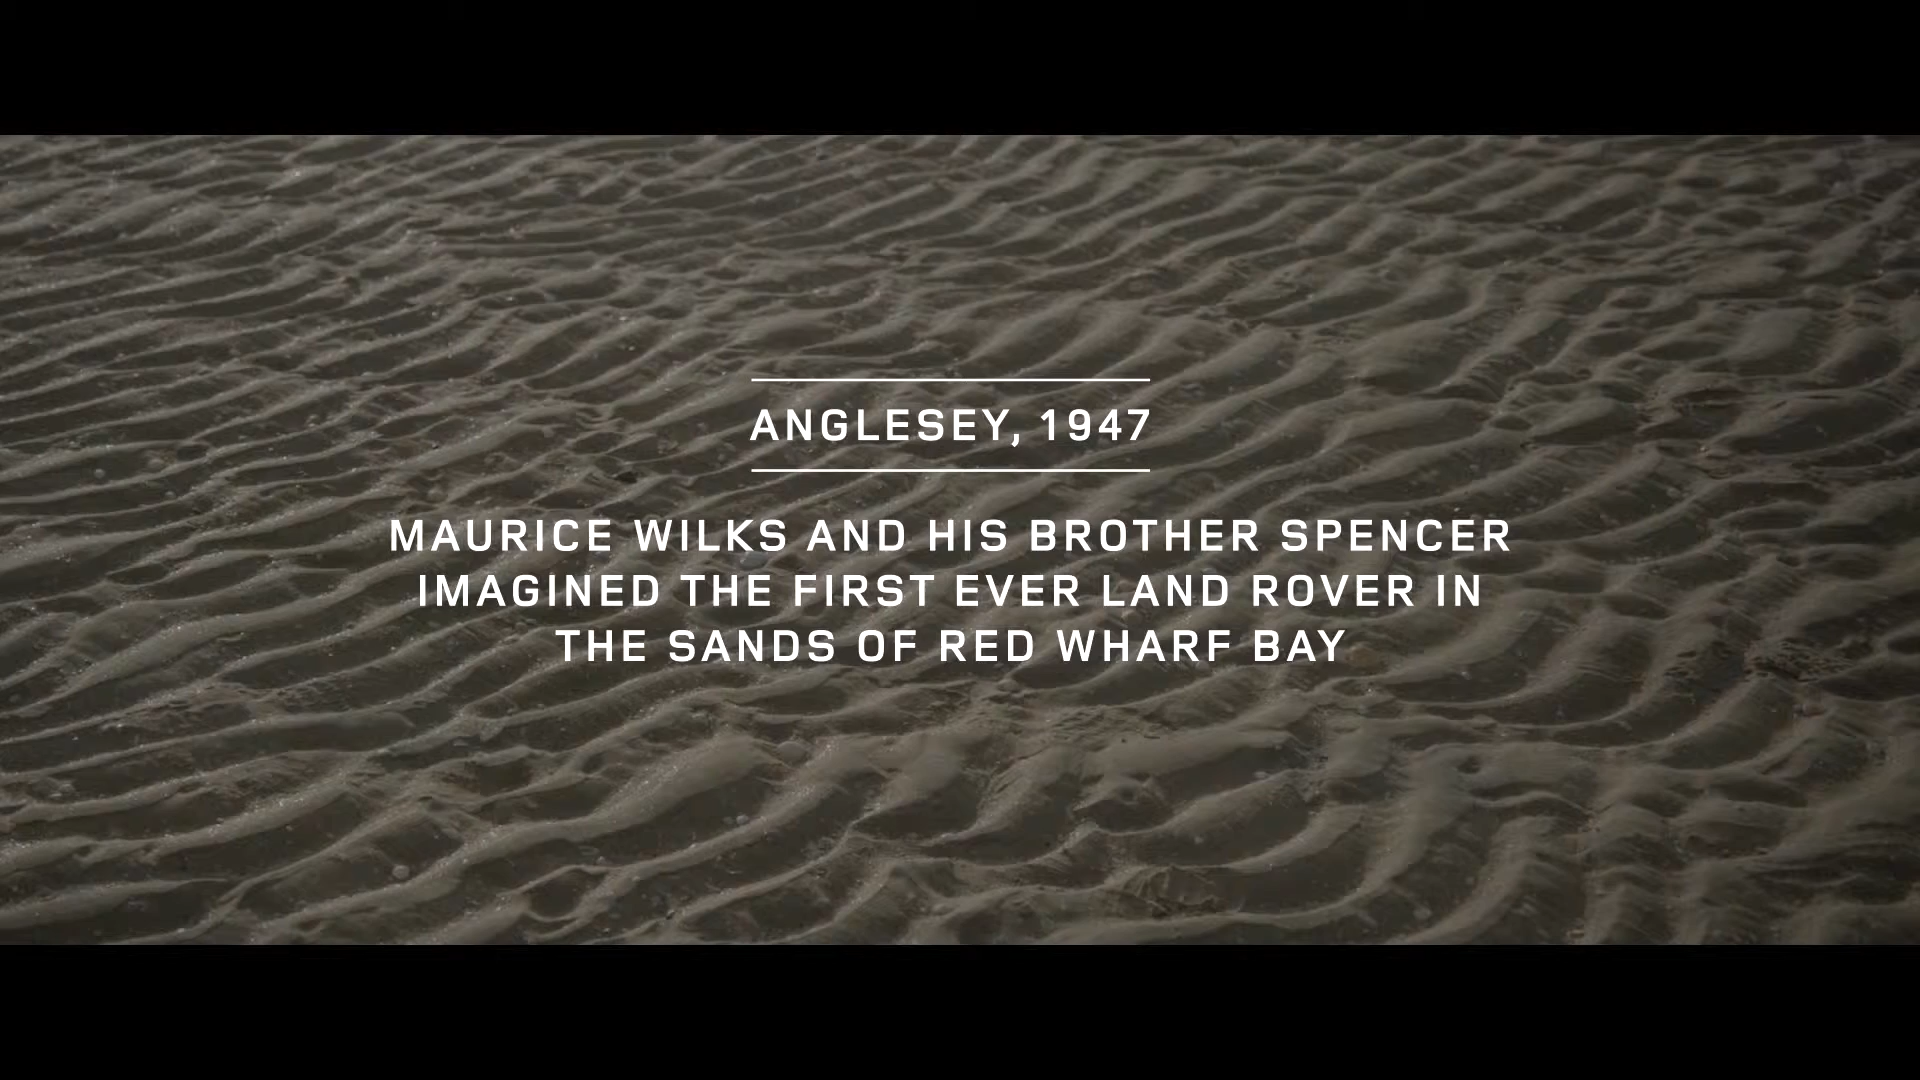 ANGLESEY, 1947
MAURICE WILKS AND HIS BROTHER SPENCER
IMAGINED THE FIRST EVER LAND ROVER IN
THE SANDS OF RED WHARF BAY